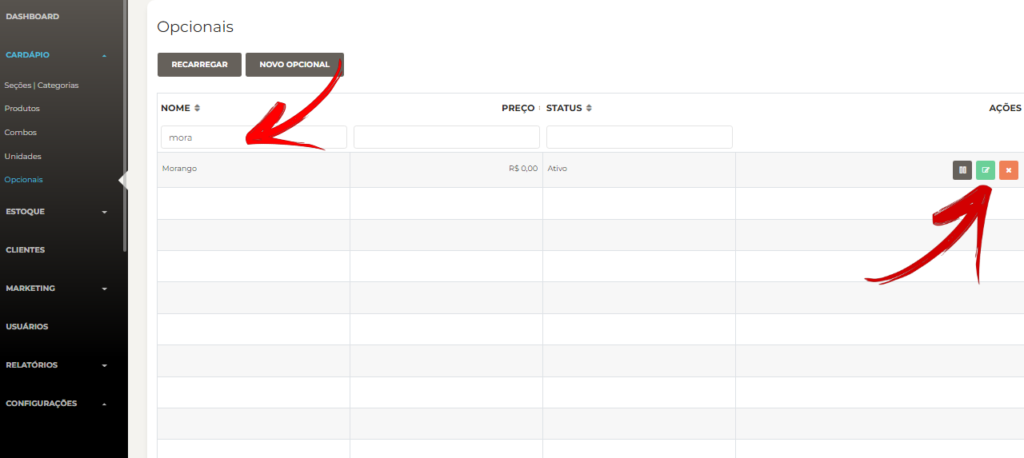 DASHBOARD
CARDÁPIO
Seções | Categorias
Produtos
Combos
Unidades
Opcionais
ESTOQUE
CLIENTES
MARKETING
USUÁRIOS
RELATÓRIOS
CONFIGURAÇÕES
Opcionais
RECARREGAR NOVO OPCIONAL
NOME PREÇO STATUS AÇÕES
mora
Morango R$ 0,00 Ativo